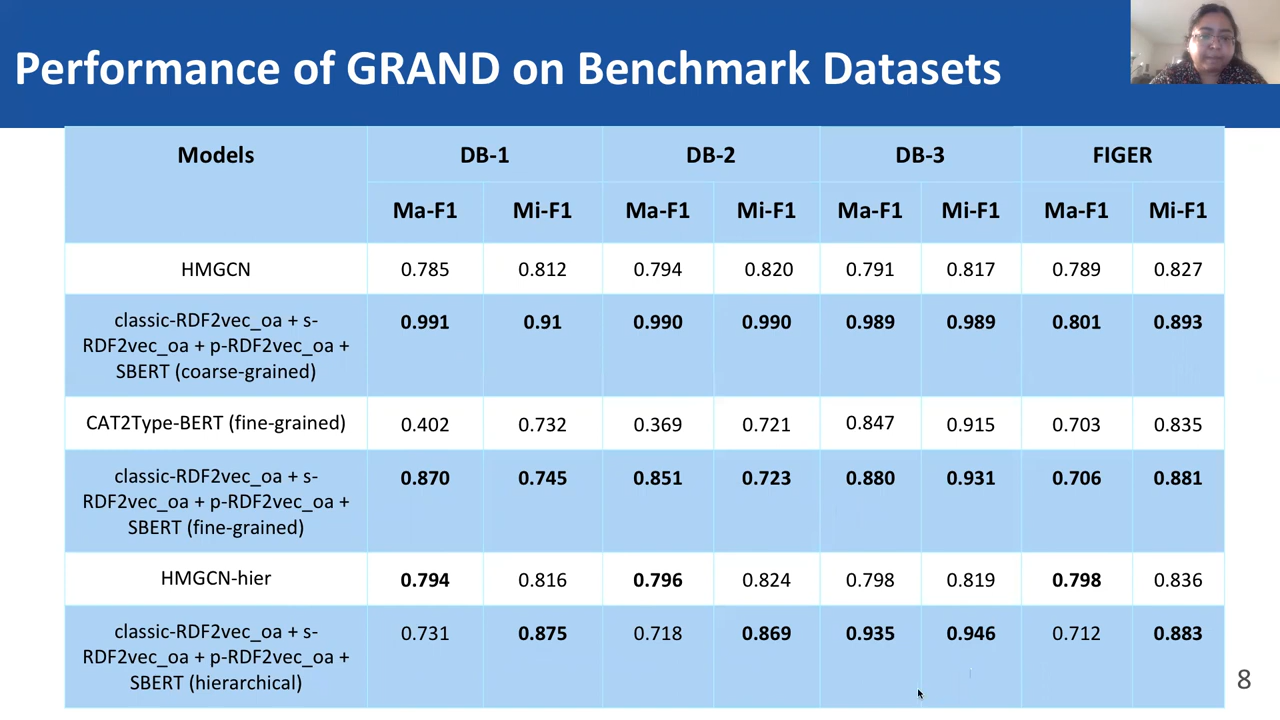 Performance of GRAND on Benchmark Datasets
Models DB-1 DB-2 DB-3 FIGER
Ma-F1 Mi-F1 Ma-F1 Mi-F1 Ma-F1 Mi-F1 Ma-F1 Mi-F1
HMGCN 0.785 0.812 0.794 0.820 0.791 0.817 0.789 0.827
classic-RDF2vec_oa + s- 0.991 0.91 0.990 0.990 0.989 0.989 0.801 0.893
RDF2vec_oa + p-RDF2vec_oa +
SBERT (coarse-grained)
CAT2Type-BERT (fine-grained) 0.402 0.732 0.369 0.721 0.847 0.915 0.703 0.835
classic-RDF2vec_oa + s- 0.870 0.745 0.851 0.723 0.880 0.931 0.706 0.881
RDF2vec_oa + p-RDF2vec_oa +
SBERT (fine-grained)
HMGCN-hier 0.794 0.816 0.796 0.824 0.798 0.819 0.798 0.836
classic-RDF2vec_oa + s- 0.731 0.875 0.718 0.869 0.935 0.946 0.712 0.883
RDF2vec_oa + p-RDF2vec_oa +
SBERT (hierarchical)
8